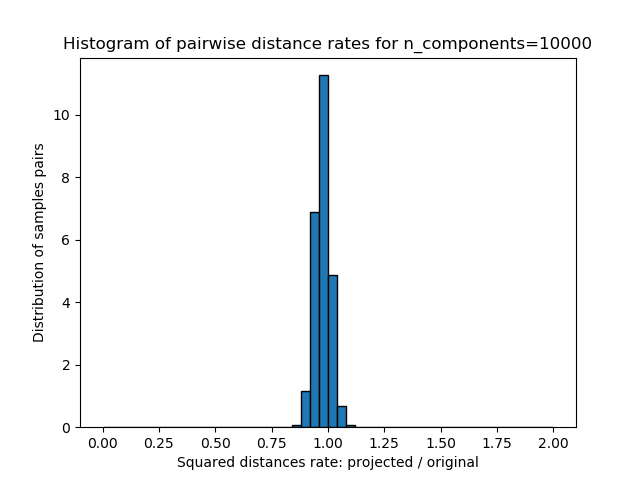 Histogram of pairwise distance rates for n_components=10000
Distribution of samples pairs
10
8
6
4
2
0
0.00 0.25 0.50 0.75 1.00 1.25 1.50 1.75 2.00
Squared distances rate: projected / original